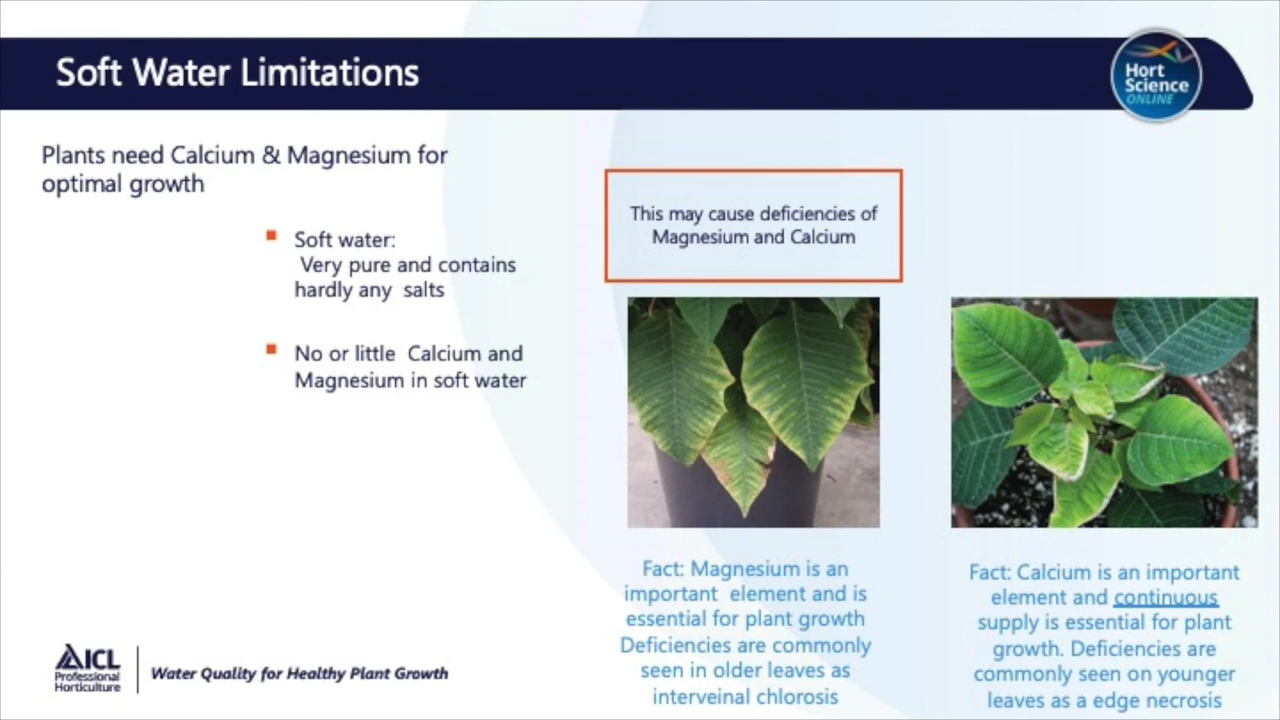 Soft Water Limitations
Hort
Science
ONLINE
Plants need Calcium & Magnesium for
optimal growth
Soft water:
Very pure and contains
hardly any salts
No or little Calcium and
Magnesium in soft water
This may cause deficiencies of
Magnesium and Calcium
Fact: Magnesium is an
important element and is
essential for plant growth
Deficiencies are commonly
seen in older leaves as
interveinal chlorosis
Fact: Calcium is an important
element and continuous
supply is essential for plant
growth. Deficiencies are
commonly seen on younger
leaves as a edge necrosis
ICL
Professional
Horticulture
Water Quality for Healthy Plant Growth